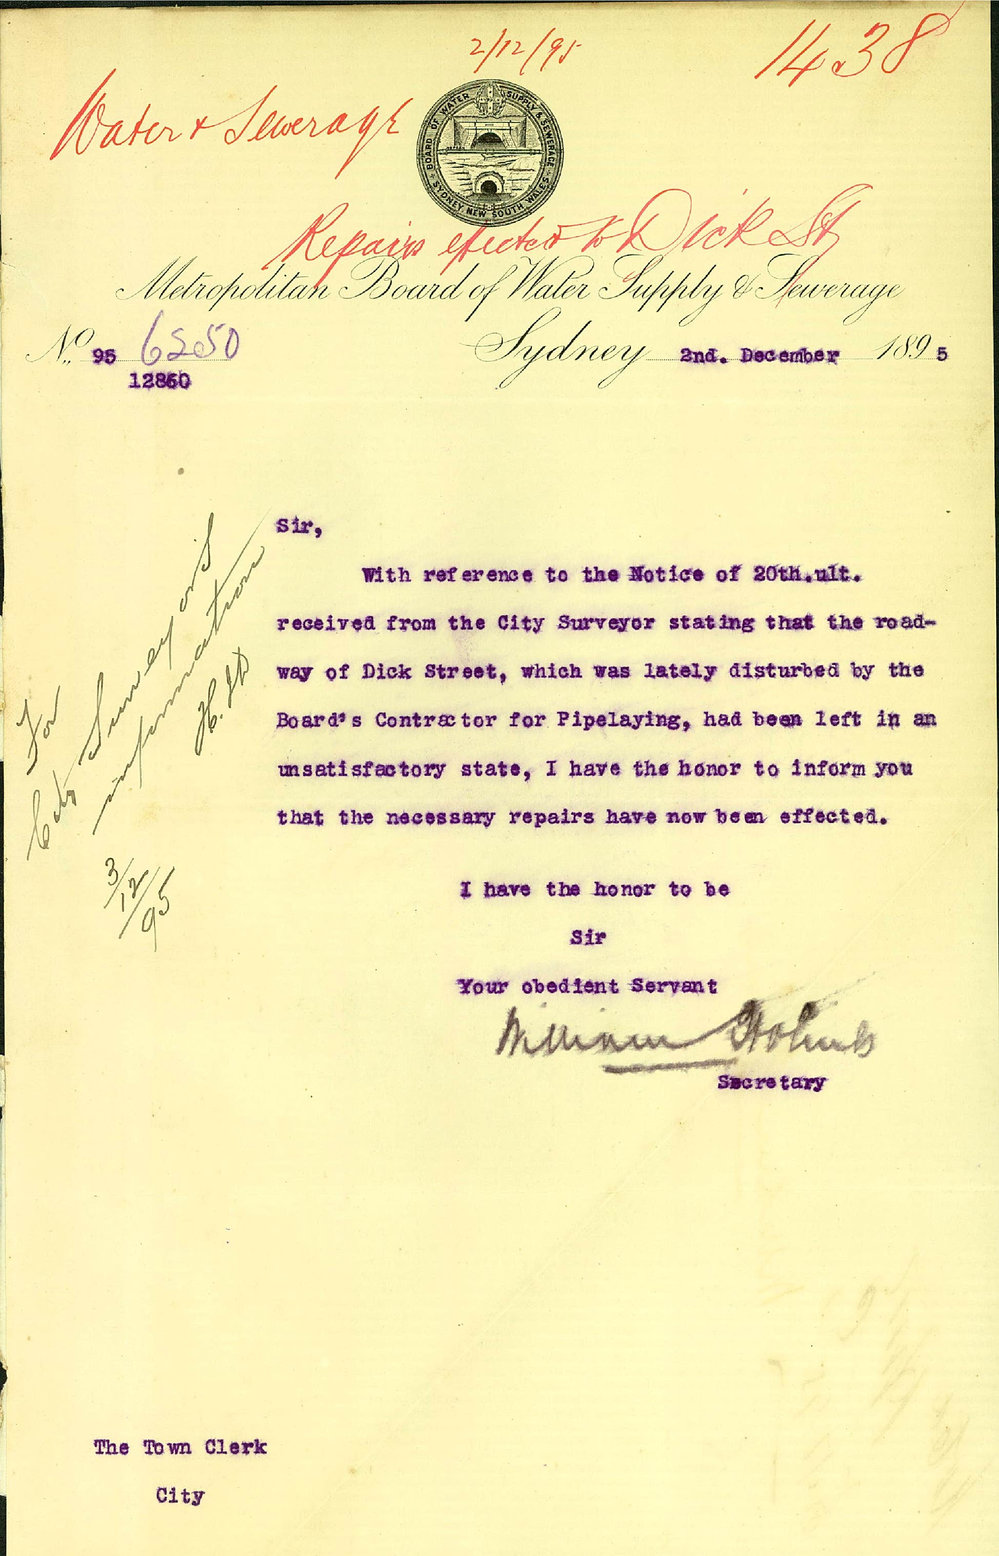 2/12/95
1438
Water & Sewerage
BOARD OF WATER SUPPLY & SEWERAGE
SYDNEY NEW SOUTH WALES
Repairs efected to Dick St
Metropolitan Board of Water Supply & Sewerage
No. 95 6250
12860
Sydney 2nd. December 1895
Sir,
With reference to the Notice of 20th.ult.
received from the City Surveyor stating that the road-
way of Dick Street, which was lately disturbed by the
Board's Contractor for Pipelaying, had been left in an
unsatisfactory state, I have the honor to inform you
that the necessary repairs have now been effected.
I have the honor to be
Sir
Your obedient Servant
William Holmes
Secretary
For
City Surveyor's
information
3/12/95
The Town Clerk
City